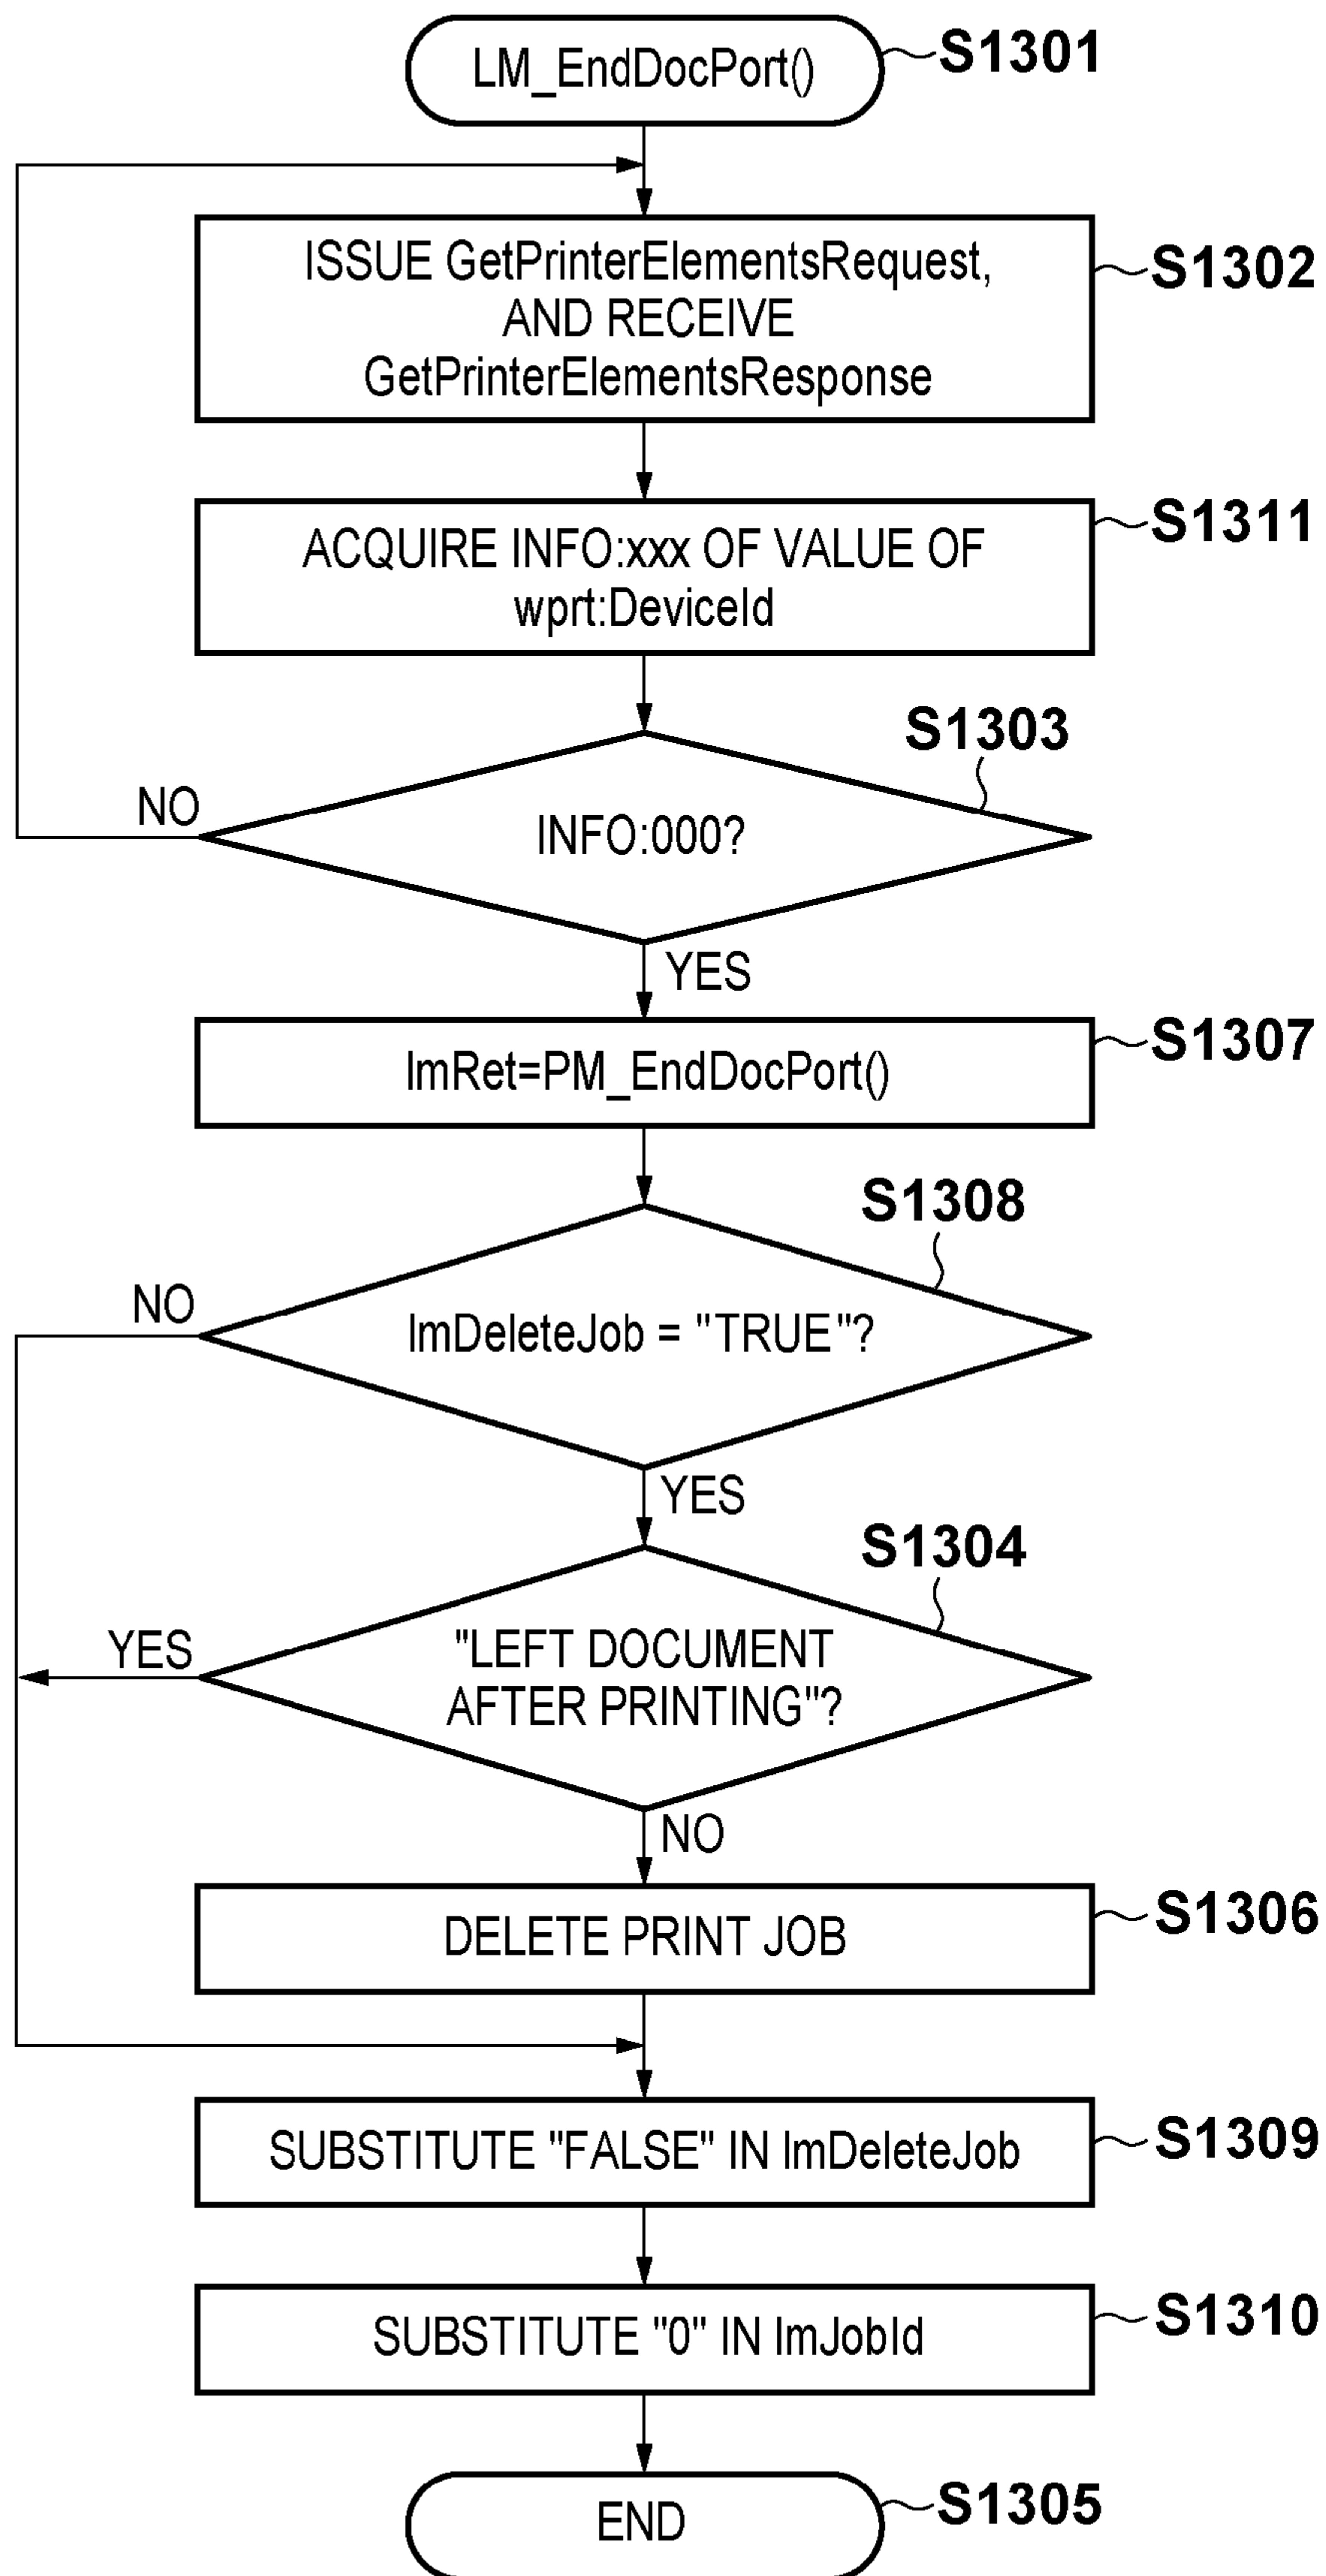 LM_EndDocPort()
S1301
ISSUE GetPrinterElementsRequest,
AND RECEIVE
GetPrinterElementsResponse
S1302
ACQUIRE INFO:xxx OF VALUE OF
wprt:DeviceId
S1311
S1303
INFO:000?
NO
YES
lmRet=PM_EndDocPort()
S1307
S1308
lmDeleteJob = "TRUE"?
NO
YES
S1304
"LEFT DOCUMENT
AFTER PRINTING"?
YES
NO
DELETE PRINT JOB
S1306
SUBSTITUTE "FALSE" IN lmDeleteJob
S1309
SUBSTITUTE "0" IN lmJobId
S1310
END
S1305